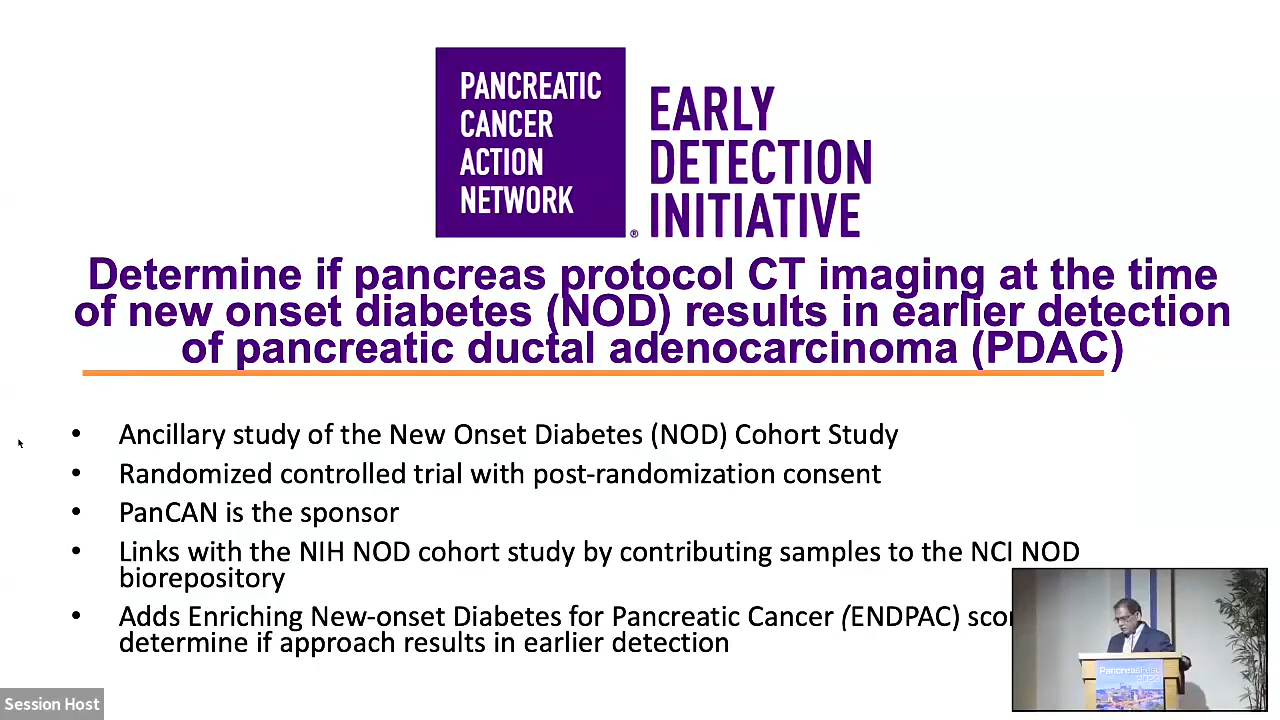 PANCREATIC
CANCER
ACTION
NETWORK
®
EARLY
DETECTION
INITIATIVE
Determine if pancreas protocol CT imaging at the time
of new onset diabetes (NOD) results in earlier detection
of pancreatic ductal adenocarcinoma (PDAC)
• Ancillary study of the New Onset Diabetes (NOD) Cohort Study
• Randomized controlled trial with post-randomization consent
• PanCAN is the sponsor
• Links with the NIH NOD cohort study by contributing samples to the NCI NOD
biorepository
• Adds Enriching New-onset Diabetes for Pancreatic Cancer (ENDPAC)
determine if approach results in earlier detection
PancreasFest
Session Host